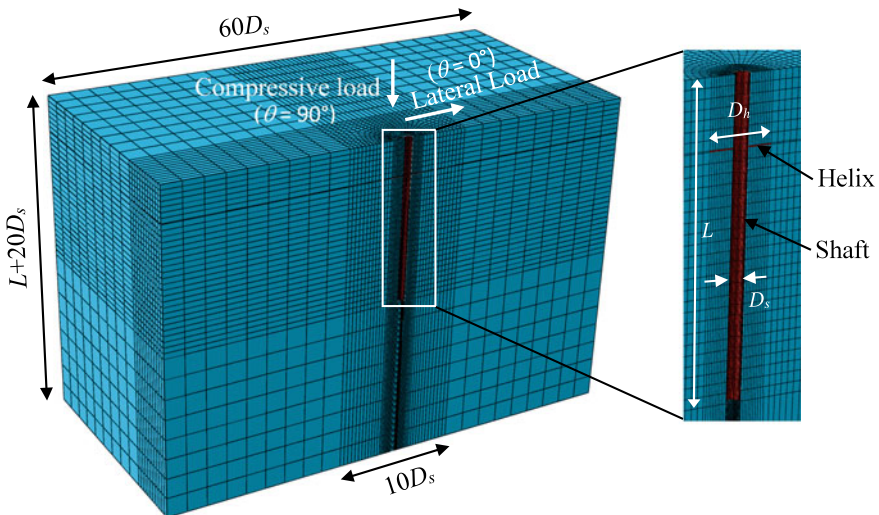 60Ds
Compressive load
(θ = 90°)
(θ = 0°)
Lateral Load
L+20Ds
10Ds
Dh
Helix
L
Shaft
Ds